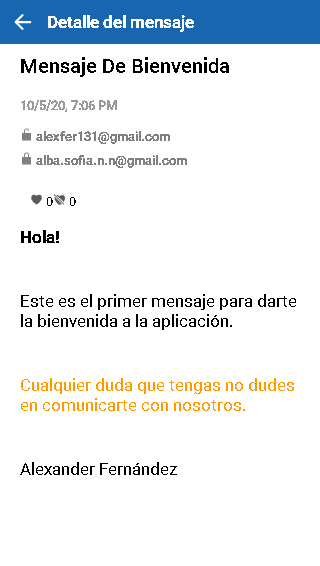 Detalle del mensaje
Mensaje De Bienvenida
10/5/20, 7:06 PM
alexfer131@gmail.com
alba.sofia.n.n@gmail.com
0 0
Hola!
Este es el primer mensaje para darte
la bienvenida a la aplicación.
Cualquier duda que tengas no dudes
en comunicarte con nosotros.
Alexander Fernández